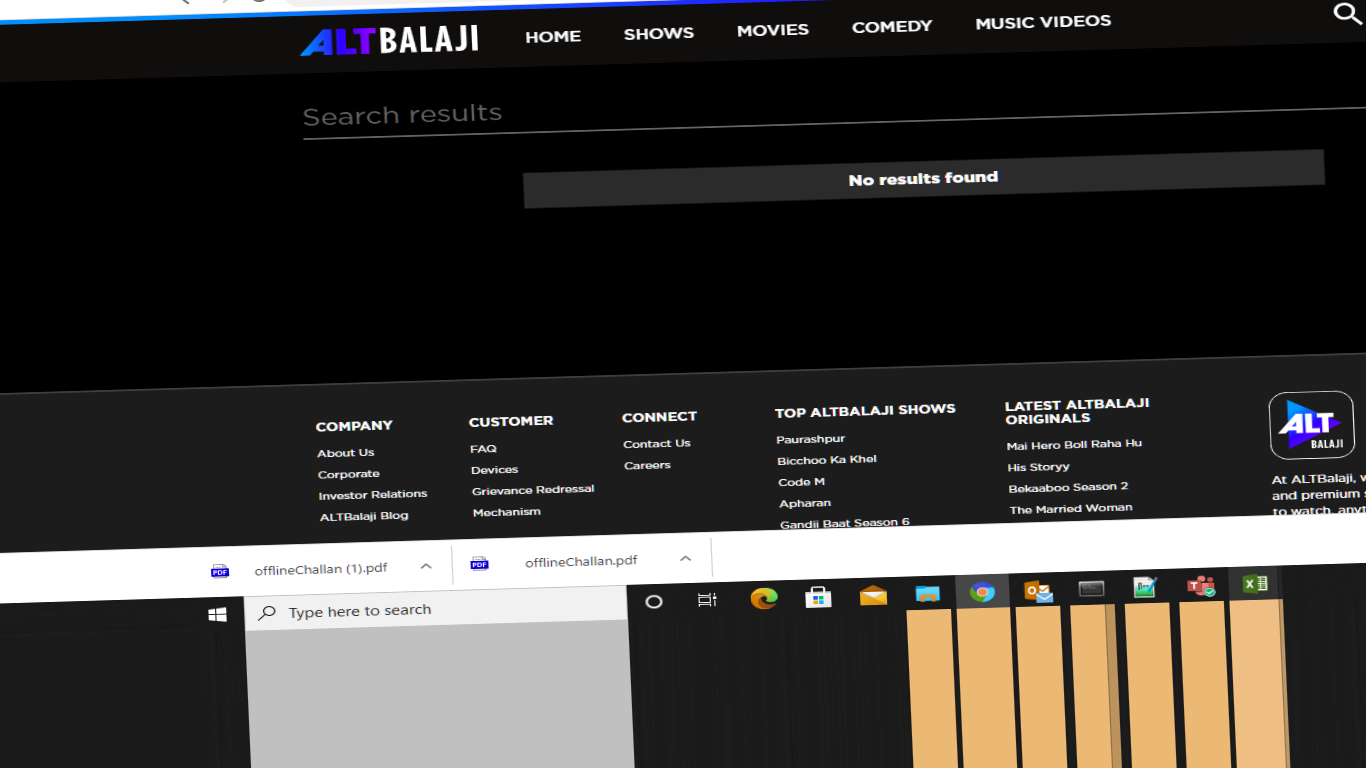 ALTBALAJI HOME SHOWS MOVIES COMEDY MUSIC VIDEOS
Search results
No results found
COMPANY
About Us
Corporate
Investor Relations
ALTBalaji Blog
CUSTOMER
FAQ
Devices
Grievance Redressal
Mechanism
CONNECT
Contact Us
Careers
TOP ALTBALAJI SHOWS
Paurashpur
Bicchoo Ka Khel
Code M
Apharan
Gandii Baat Season 6
LATEST ALTBALAJI
ORIGINALS
Mai Hero Boll Raha Hu
His Storyy
Bekaaboo Season 2
The Married Woman
ALT
BALAJI
At ALTBalaji,
and premium
to watch,
PDF offlineChallan (1).pdf
PDF offlineChallan.pdf
Type here to search